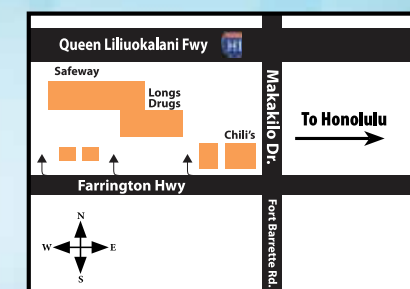 Queen Liliuokalani Fwy H1
Safeway
Longs
Drugs
Chili's
Makakilo Dr.
To Honolulu
Farrington Hwy
Fort Barrette Rd.
N
W E
S